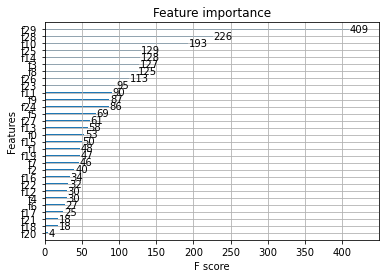 Feature importance
f29 409
f28 226
f10 193
f25 129
f14 128
f3 127
f8 125
f26 113
f23 95
f11 90
f9 87
f24 86
f5 69
f27 61
f13 58
f0 53
f15 50
f1 48
f19 47
f7 46
f2 40
f16 34
f22 32
f12 30
f4 30
f6 27
f17 25
f21 18
f18 18
f20 4
Features
0 50 100 150 200 250 300 350 400
F score